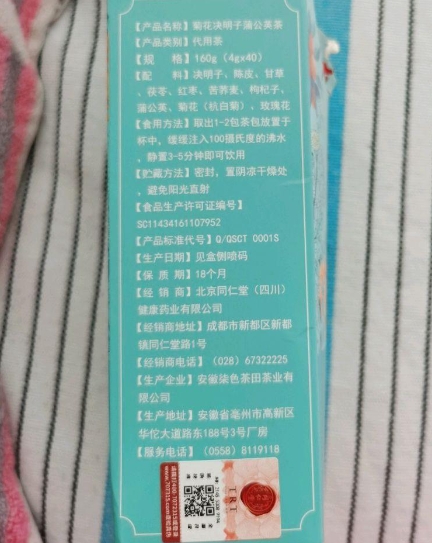 【产品名称】菊花决明子蒲公英茶
【产品类别】代用茶
【规　　格】160g（4gx40）
【配　　料】决明子、陈皮、甘草
、茯苓、红枣、苦荞麦、枸杞子、
蒲公英、菊花（杭白菊）、玫瑰花
【食用方法】取出1-2包茶包放置于
杯中，缓缓注入100摄氏度的沸水
，静置3-5分钟即可饮用
【贮藏方法】密封，置阴凉干燥处
、避免阳光直射
【食品生产许可证编号】
SC11434161107952
【产品标准代号】Q/QSCT 0001S
【生产日期】见盒侧喷码
【保 质 期】18个月
【经 销 商】北京同仁堂（四川）
健康药业有限公司
【经销商地址】成都市新都区新都
镇同仁堂路1号
【经销商电话】（028）67322225
【生产企业】安徽柒色茶田茶业有
限公司
【生产地址】安徽省亳州市高新区
华佗大道路东188号3号厂房
【服务电话】（0558）8119118
TRT